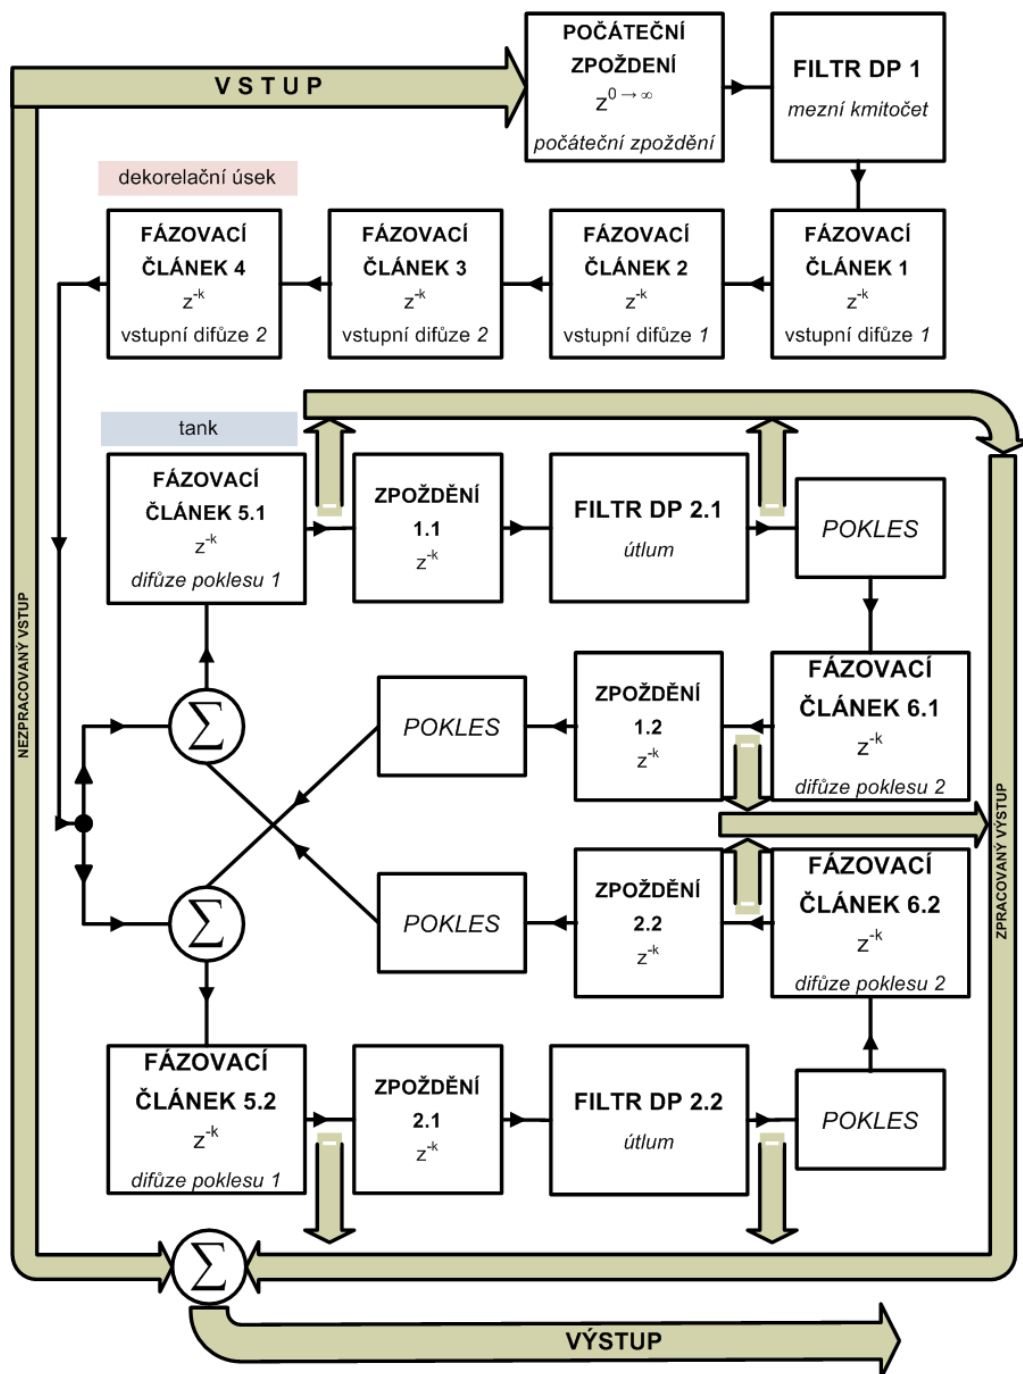 VSTUP
POČÁTEČNÍ
ZPOŽDENÍ
z^0 → ∞
počáteční zpoždění
FILTR DP 1
mezní kmitočet
dekorelační úsek
FÁZOVACÍ
ČLÁNEK 4
z^-k
vstupní difůze 2
FÁZOVACÍ
ČLÁNEK 3
z^-k
vstupní difůze 2
FÁZOVACÍ
ČLÁNEK 2
z^-k
vstupní difůze 1
FÁZOVACÍ
ČLÁNEK 1
z^-k
vstupní difůze 1
tank
FÁZOVACÍ
ČLÁNEK 5.1
z^-k
difůze poklesu 1
ZPOŽDĚNÍ
1.1
z^-k
FILTR DP 2.1
útlum
POKLES
NEZPRACOVANÝ VSTUP
Σ
POKLES
ZPOŽDĚNÍ
1.2
z^-k
FÁZOVACÍ
ČLÁNEK 6.1
z^-k
difůze poklesu 2
Σ
POKLES
ZPOŽDĚNÍ
2.2
z^-k
FÁZOVACÍ
ČLÁNEK 6.2
z^-k
difůze poklesu 2
ZPRACOVANÝ VÝSTUP
FÁZOVACÍ
ČLÁNEK 5.2
z^-k
difůze poklesu 1
ZPOŽDĚNÍ
2.1
z^-k
FILTR DP 2.2
útlum
POKLES
Σ
VÝSTUP